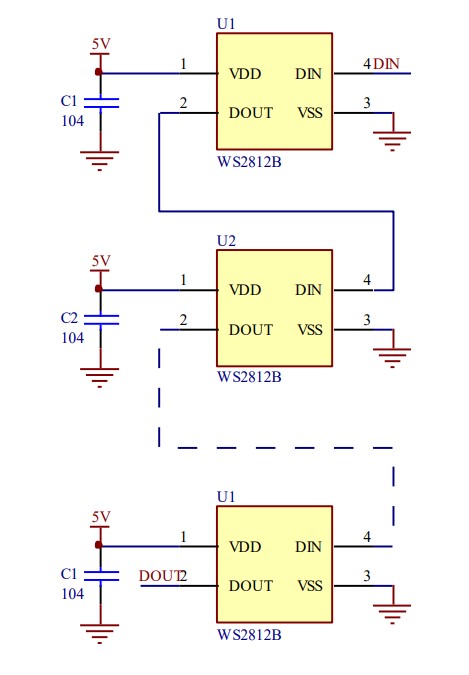 U1
5V
1 VDD DIN 4 DIN
C1
104
2 DOUT VSS 3
WS2812B
U2
5V
1 VDD DIN 4
C2
104
2 DOUT VSS 3
WS2812B
U1
5V
1 VDD DIN 4
C1
104
DOUT 2 DOUT VSS 3
WS2812B